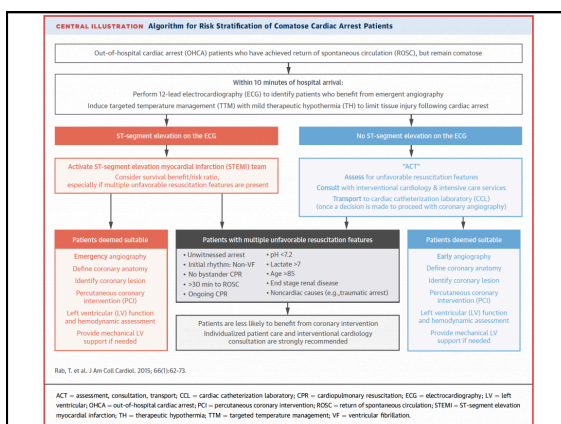 CENTRAL ILLUSTRATION Algorithm for Risk Stratification of Comatose Cardiac Arrest Patients
Out-of-hospital cardiac arrest (OHCA) patients who have achieved return of spontaneous circulation (ROSC), but remain comatose
Within 10 minutes of hospital arrival:
Perform 12-lead electrocardiography (ECG) to identify patients who benefit from emergent angiography
Induce targeted temperature management (TTM) with mild therapeutic hypothermia (TH) to limit tissue injury following cardiac arrest
ST-segment elevation on the ECG
Activate ST-segment elevation myocardial infarction (STEMI) team
Consider survival benefit/risk ratio,
especially if multiple unfavorable resuscitation features are present
No ST-segment elevation on the ECG
"ACT"
Assess for unfavorable resuscitation features
Consult with interventional cardiology & intensive care services
Transport to cardiac catheterization laboratory (CCL)
(once a decision is made to proceed with coronary angiography)
Patients deemed suitable
Emergency angiography
Define coronary anatomy
Identify coronary lesion
Percutaneous coronary
intervention (PCI)
Left ventricular (LV) function
and hemodynamic assessment
Provide mechanical LV
support if needed
Patients with multiple unfavorable resuscitation features
• Unwitnessed arrest
• Initial rhythm: Non-VF
• No bystander CPR
• >30 min to ROSC
• Ongoing CPR
• pH <7.2
• Lactate >7
• Age >85
• End stage renal disease
• Noncardiac causes (e.g.,traumatic arrest)
Patients are less likely to benefit from coronary intervention
Individualized patient care and interventional cardiology
consultation are strongly recommended
Patients deemed suitable
Early angiography
Define coronary anatomy
Identify coronary lesion
Percutaneous coronary
intervention (PCI)
Left ventricular (LV) function
and hemodynamic assessment
Provide mechanical LV
support if needed
Rab, T. et al. J Am Coll Cardiol. 2015; 66(1):62-73.
ACT = assessment, consultation, transport; CCL = cardiac catheterization laboratory; CPR = cardiopulmonary resuscitation; ECG = electrocardiography; LV = left
ventricular; OHCA = out-of-hospital cardiac arrest; PCI = percutaneous coronary intervention; ROSC = return of spontaneous circulation; STEMI = ST-segment elevation
myocardial infarction; TH = therapeutic hypothermia; TTM = targeted temperature management; VF = ventricular fibrillation.